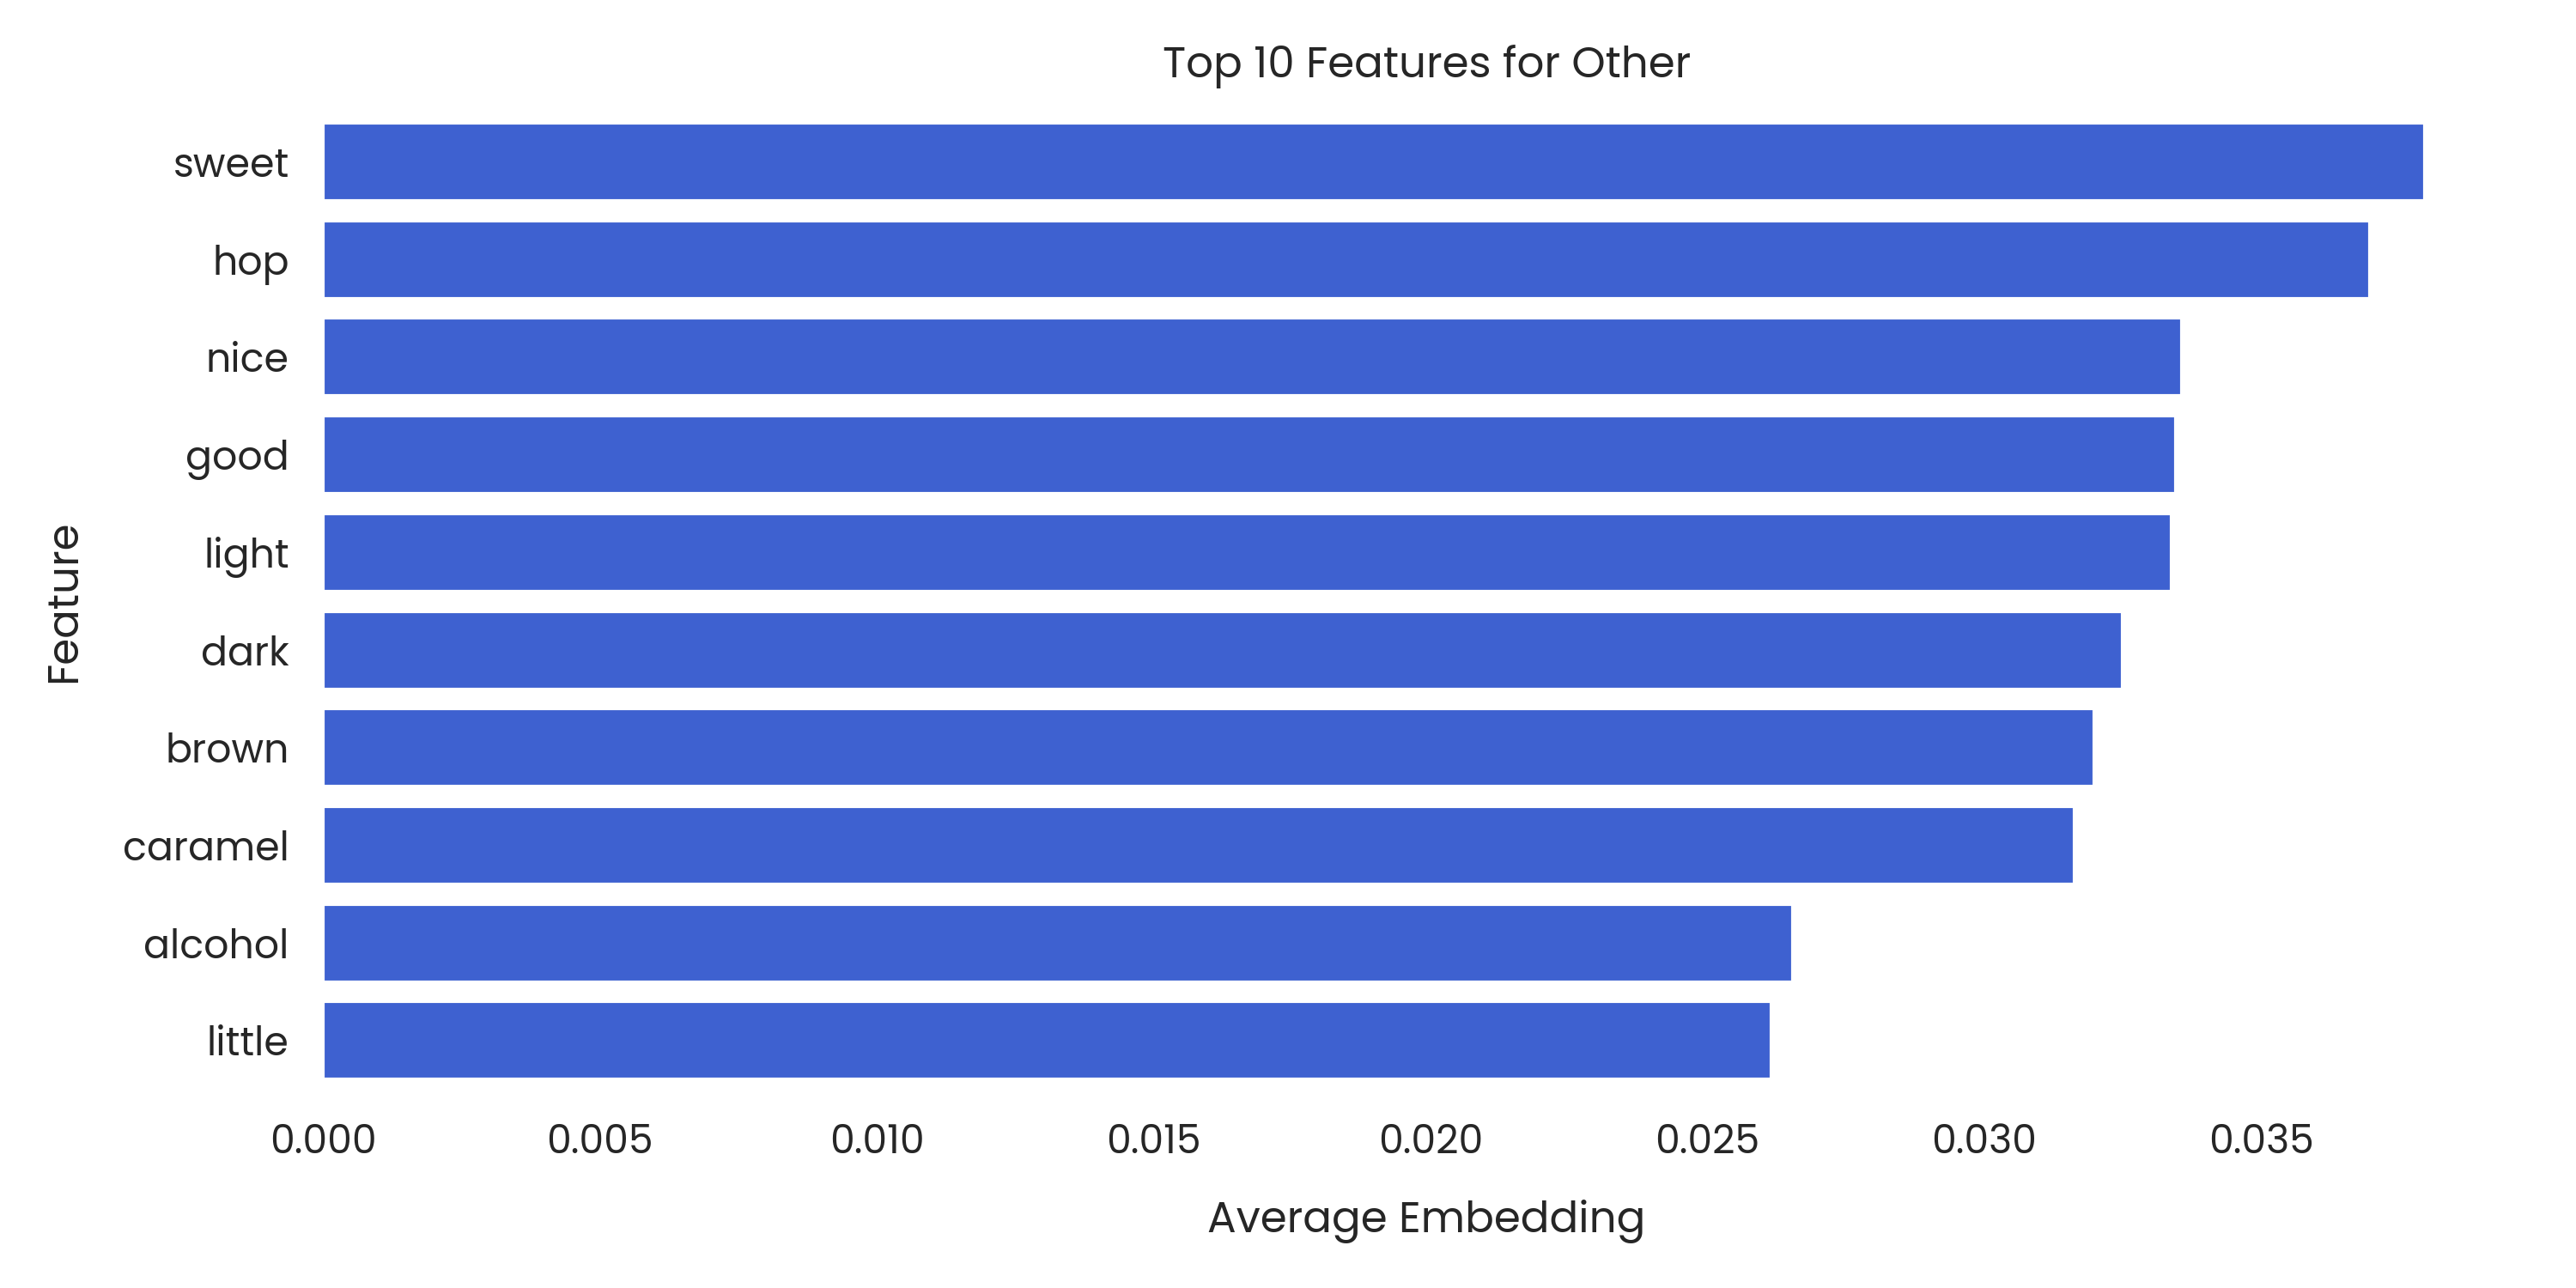 Top 10 Features for Other
Feature
sweet
hop
nice
good
light
dark
brown
caramel
alcohol
little
0.000 0.005 0.010 0.015 0.020 0.025 0.030 0.035
Average Embedding